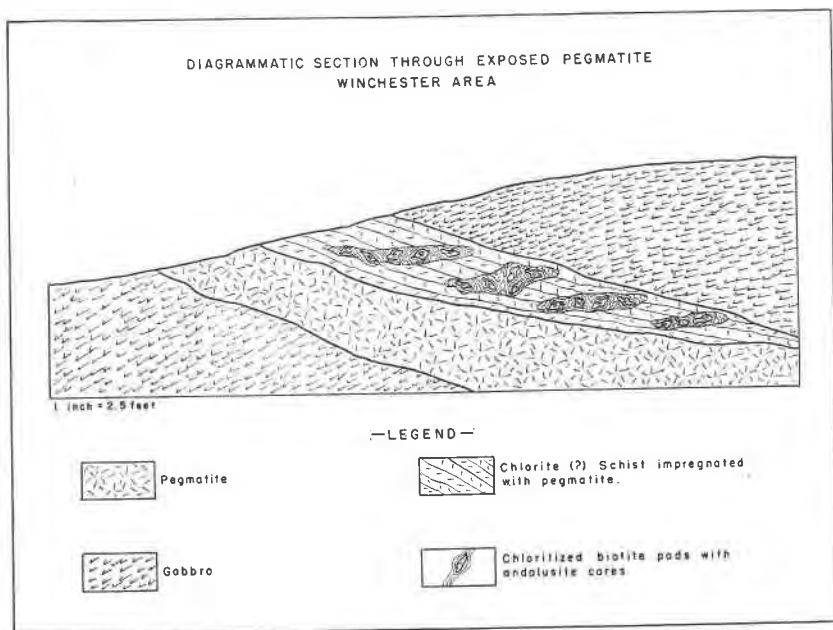 DIAGRAMMATIC SECTION THROUGH EXPOSED PEGMATITE
WINCHESTER AREA
1 inch = 2.5 feet
—LEGEND—
Pegmatite
Chlorite (?) Schist impregnated
with pegmatite.
Gabbro
Chloritized biotite pods with
andalusite cores